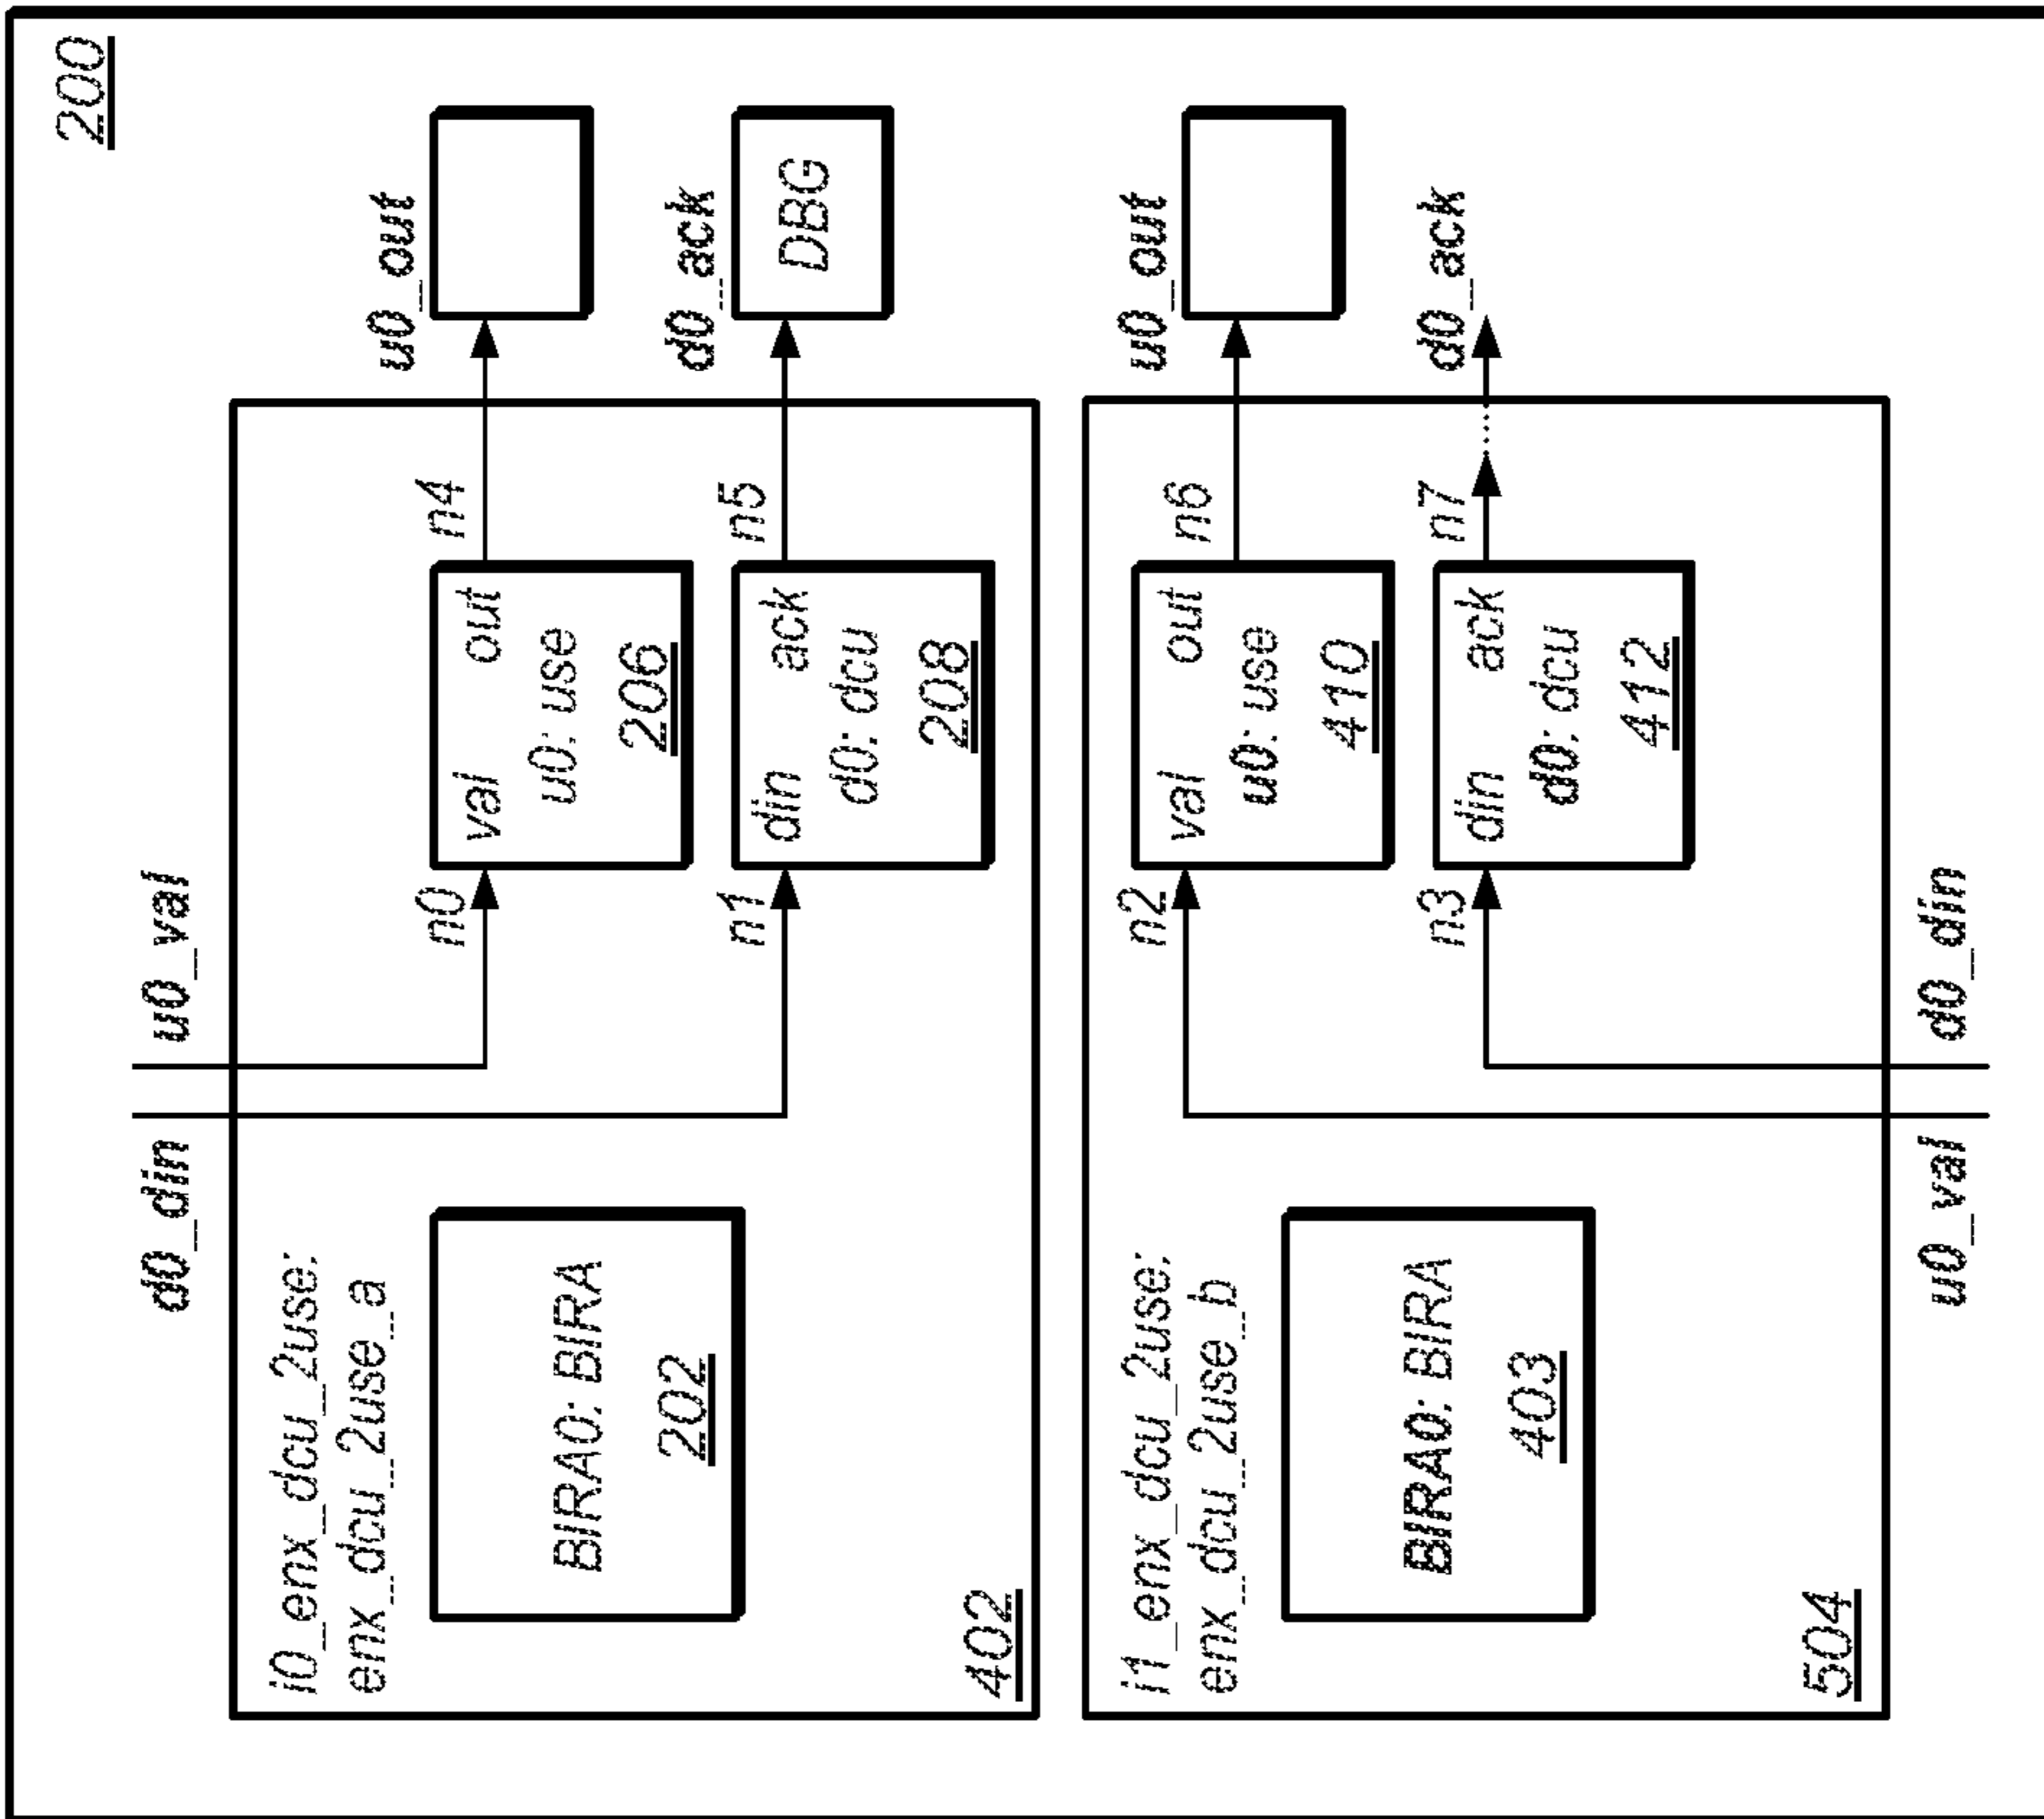 200
i0_enx_dcu_2use:
enx_dcu_2use_a
BIRA0: BIRA
202
402
d0_din
u0_val
n0
n1
val out
u0: use
206
din ack
d0: dcu
208
n4
n5
u0_out
d0_ack
DBG
i1_enx_dcu_2use:
enx_dcu_2use_b
BIRA0: BIRA
403
504
n2
n3
val out
u0: use
410
din ack
d0: dcu
412
n6
n7
u0_out
d0_ack
u0_val
d0_din